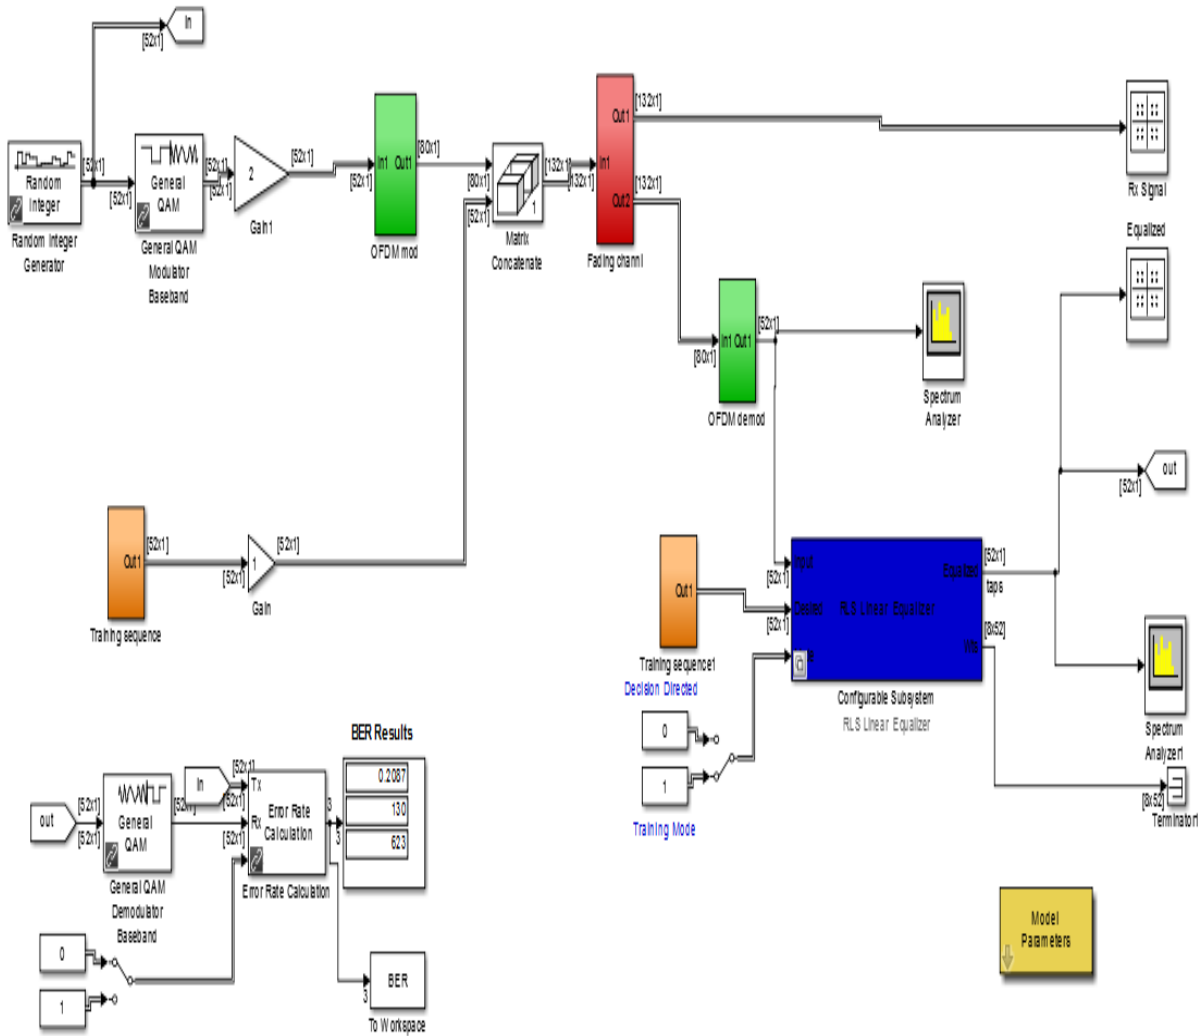 In
[52x1]
[52x1]
Random
Integer
Random Integer
Generator
[52x1]
General
QAM
General QAM
Modulator
Baseband
[52x1]
[52x1]
2
Gain1
[52x1]
[52x1]
In1 Out1
OFDM mod
[80x1]
[80x1]
[52x1]
1
Matrix
Concatenate
[132x1]
[132x1]
In1
Out1
Out2
Fading channl
[132x1]
[132x1]
Rx Signal
Equalized
[80x1]
In1 Out1
OFDM demod
[52x1]
Spectrum
Analyzer
out
[52x1]
Out1
Training sequence
[52x1]
[52x1]
1
Gain
[52x1]
Out1
Training sequence1
Input
[52x1]
Desired
[52x1]
RLS Linear Equalizer
Equalized
Wts
[52x1]
taps
[8x52]
Configurable Subsystem
RLS Linear Equalizer
Decision Directed
0
1
Training Mode
Spectrum
Analyzer1
[8x52]
Terminator1
BER Results
0.2087
130
623
out
[52x1]
[52x1]
General
QAM
General QAM
Demodulator
Baseband
[52x1]
In
[52x1]
[52x1]
[52x1]
Tx
Rx
Error Rate
Calculation
Error Rate Calculation
3
3
0
1
3
BER
To Workspace
Model
Parameters